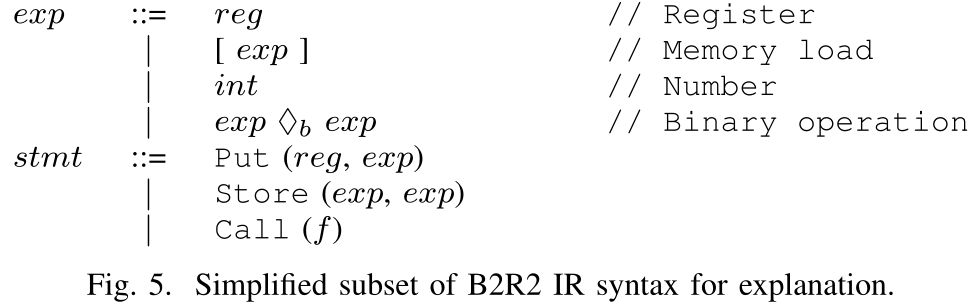 exp ::= reg // Register
| [ exp ] // Memory load
| int // Number
| exp ♢b exp // Binary operation
stmt ::= Put (reg, exp)
| Store (exp, exp)
| Call (f)
Fig. 5. Simplified subset of B2R2 IR syntax for explanation.